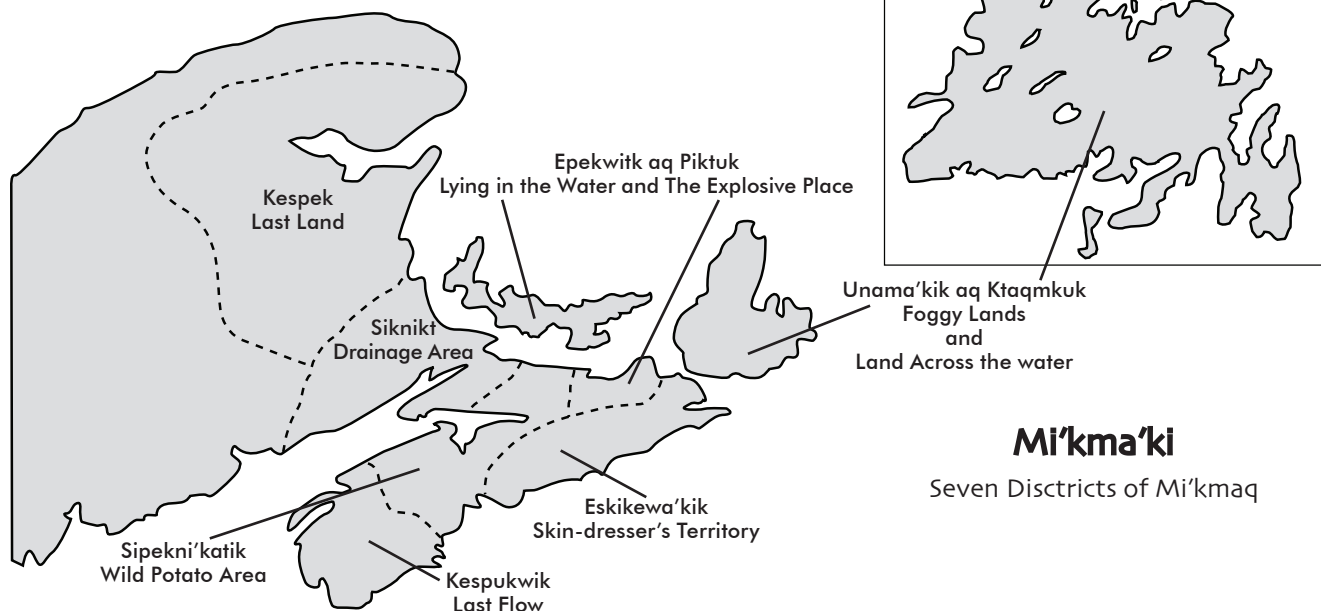 Epekwitk aq Piktuk
Lying in the Water and The Explosive Place
Kespek
Last Land
Unama'kik aq Ktaqmkuk
Foggy Lands
and
Land Across the water
Siknikt
Drainage Area
Mi'kma'ki
Seven Disctricts of Mi'kmaq
Eskikewa'kik
Skin-dresser's Territory
Sipekni'katik
Wild Potato Area
Kespukwik
Last Flow